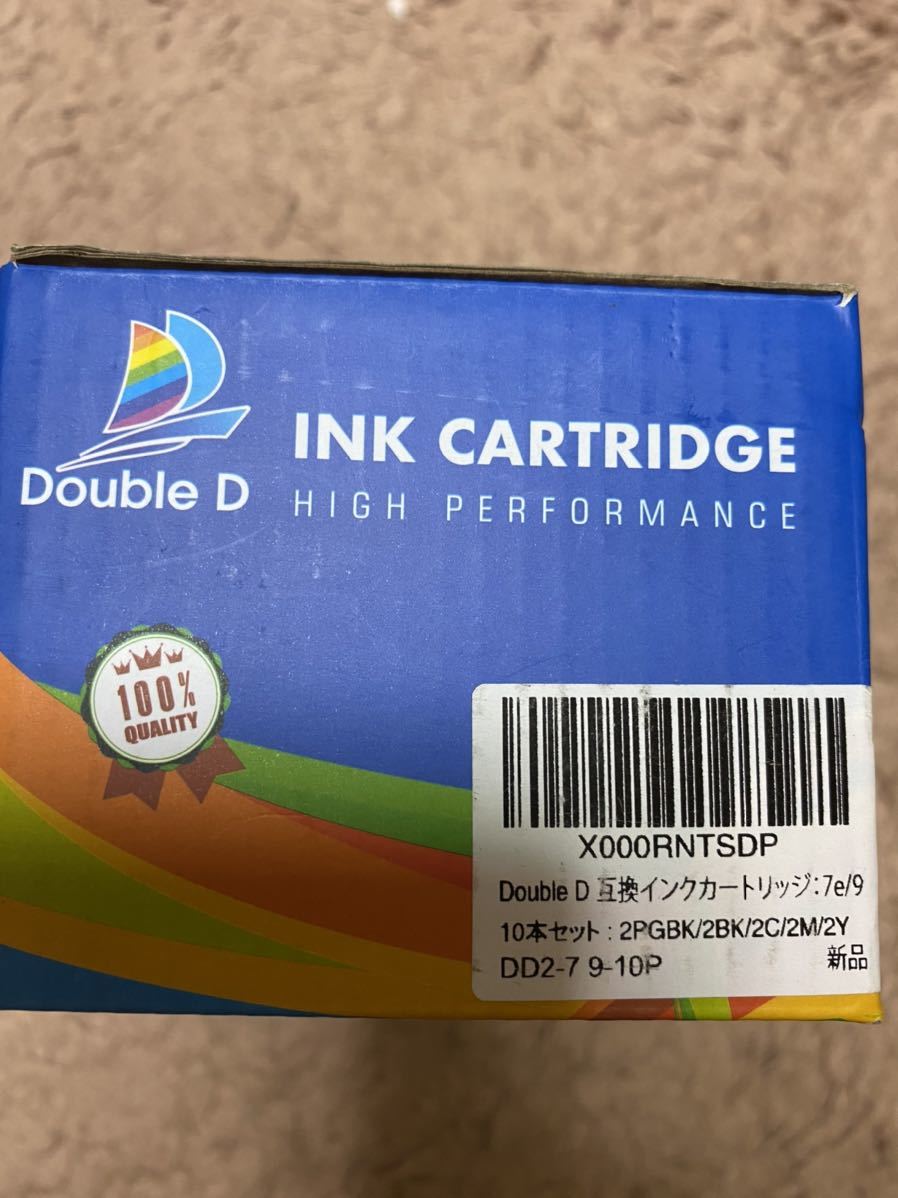 Double D
INK CARTRIDGE
HIGH PERFORMANCE
100%
QUALITY
X000RNTSDP
Double D 互換インクカートリッジ:7e/9
10本セット:2PGBK/2BK/2C/2M/2Y
DD2-7 9-10P
新品